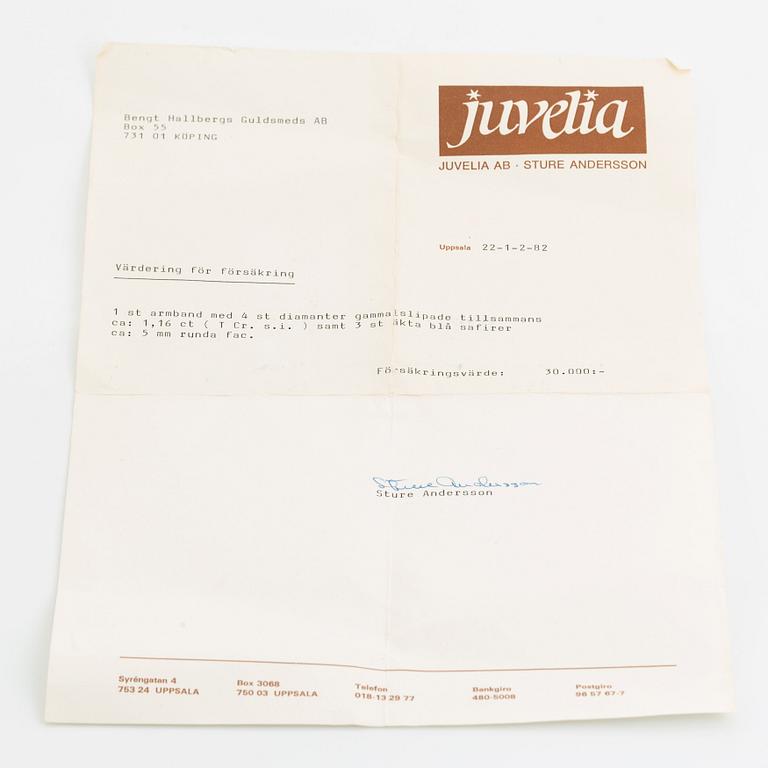 Bengt Hallbergs Guldsmeds AB
Box 55
731 01 KÖPING
juvelia
JUVELIA AB · STURE ANDERSSON
Uppsala 22-1-2-82
Värdering för försäkring
1 st armband med 4 st diamanter gammalslipade tillsammans
ca: 1,16 ct ( T Cr. s.i. ) samt 3 st äkta blå safirer
ca: 5 mm runda fac.
Försäkringsvärde: 30.000:-
Sture Andersson
Sture Andersson
Syréngatan 4 Box 3068 Telefon Bankgiro Postgiro
753 24 UPPSALA 750 03 UPPSALA 018-13 29 77 480-5008 96 57 67-7